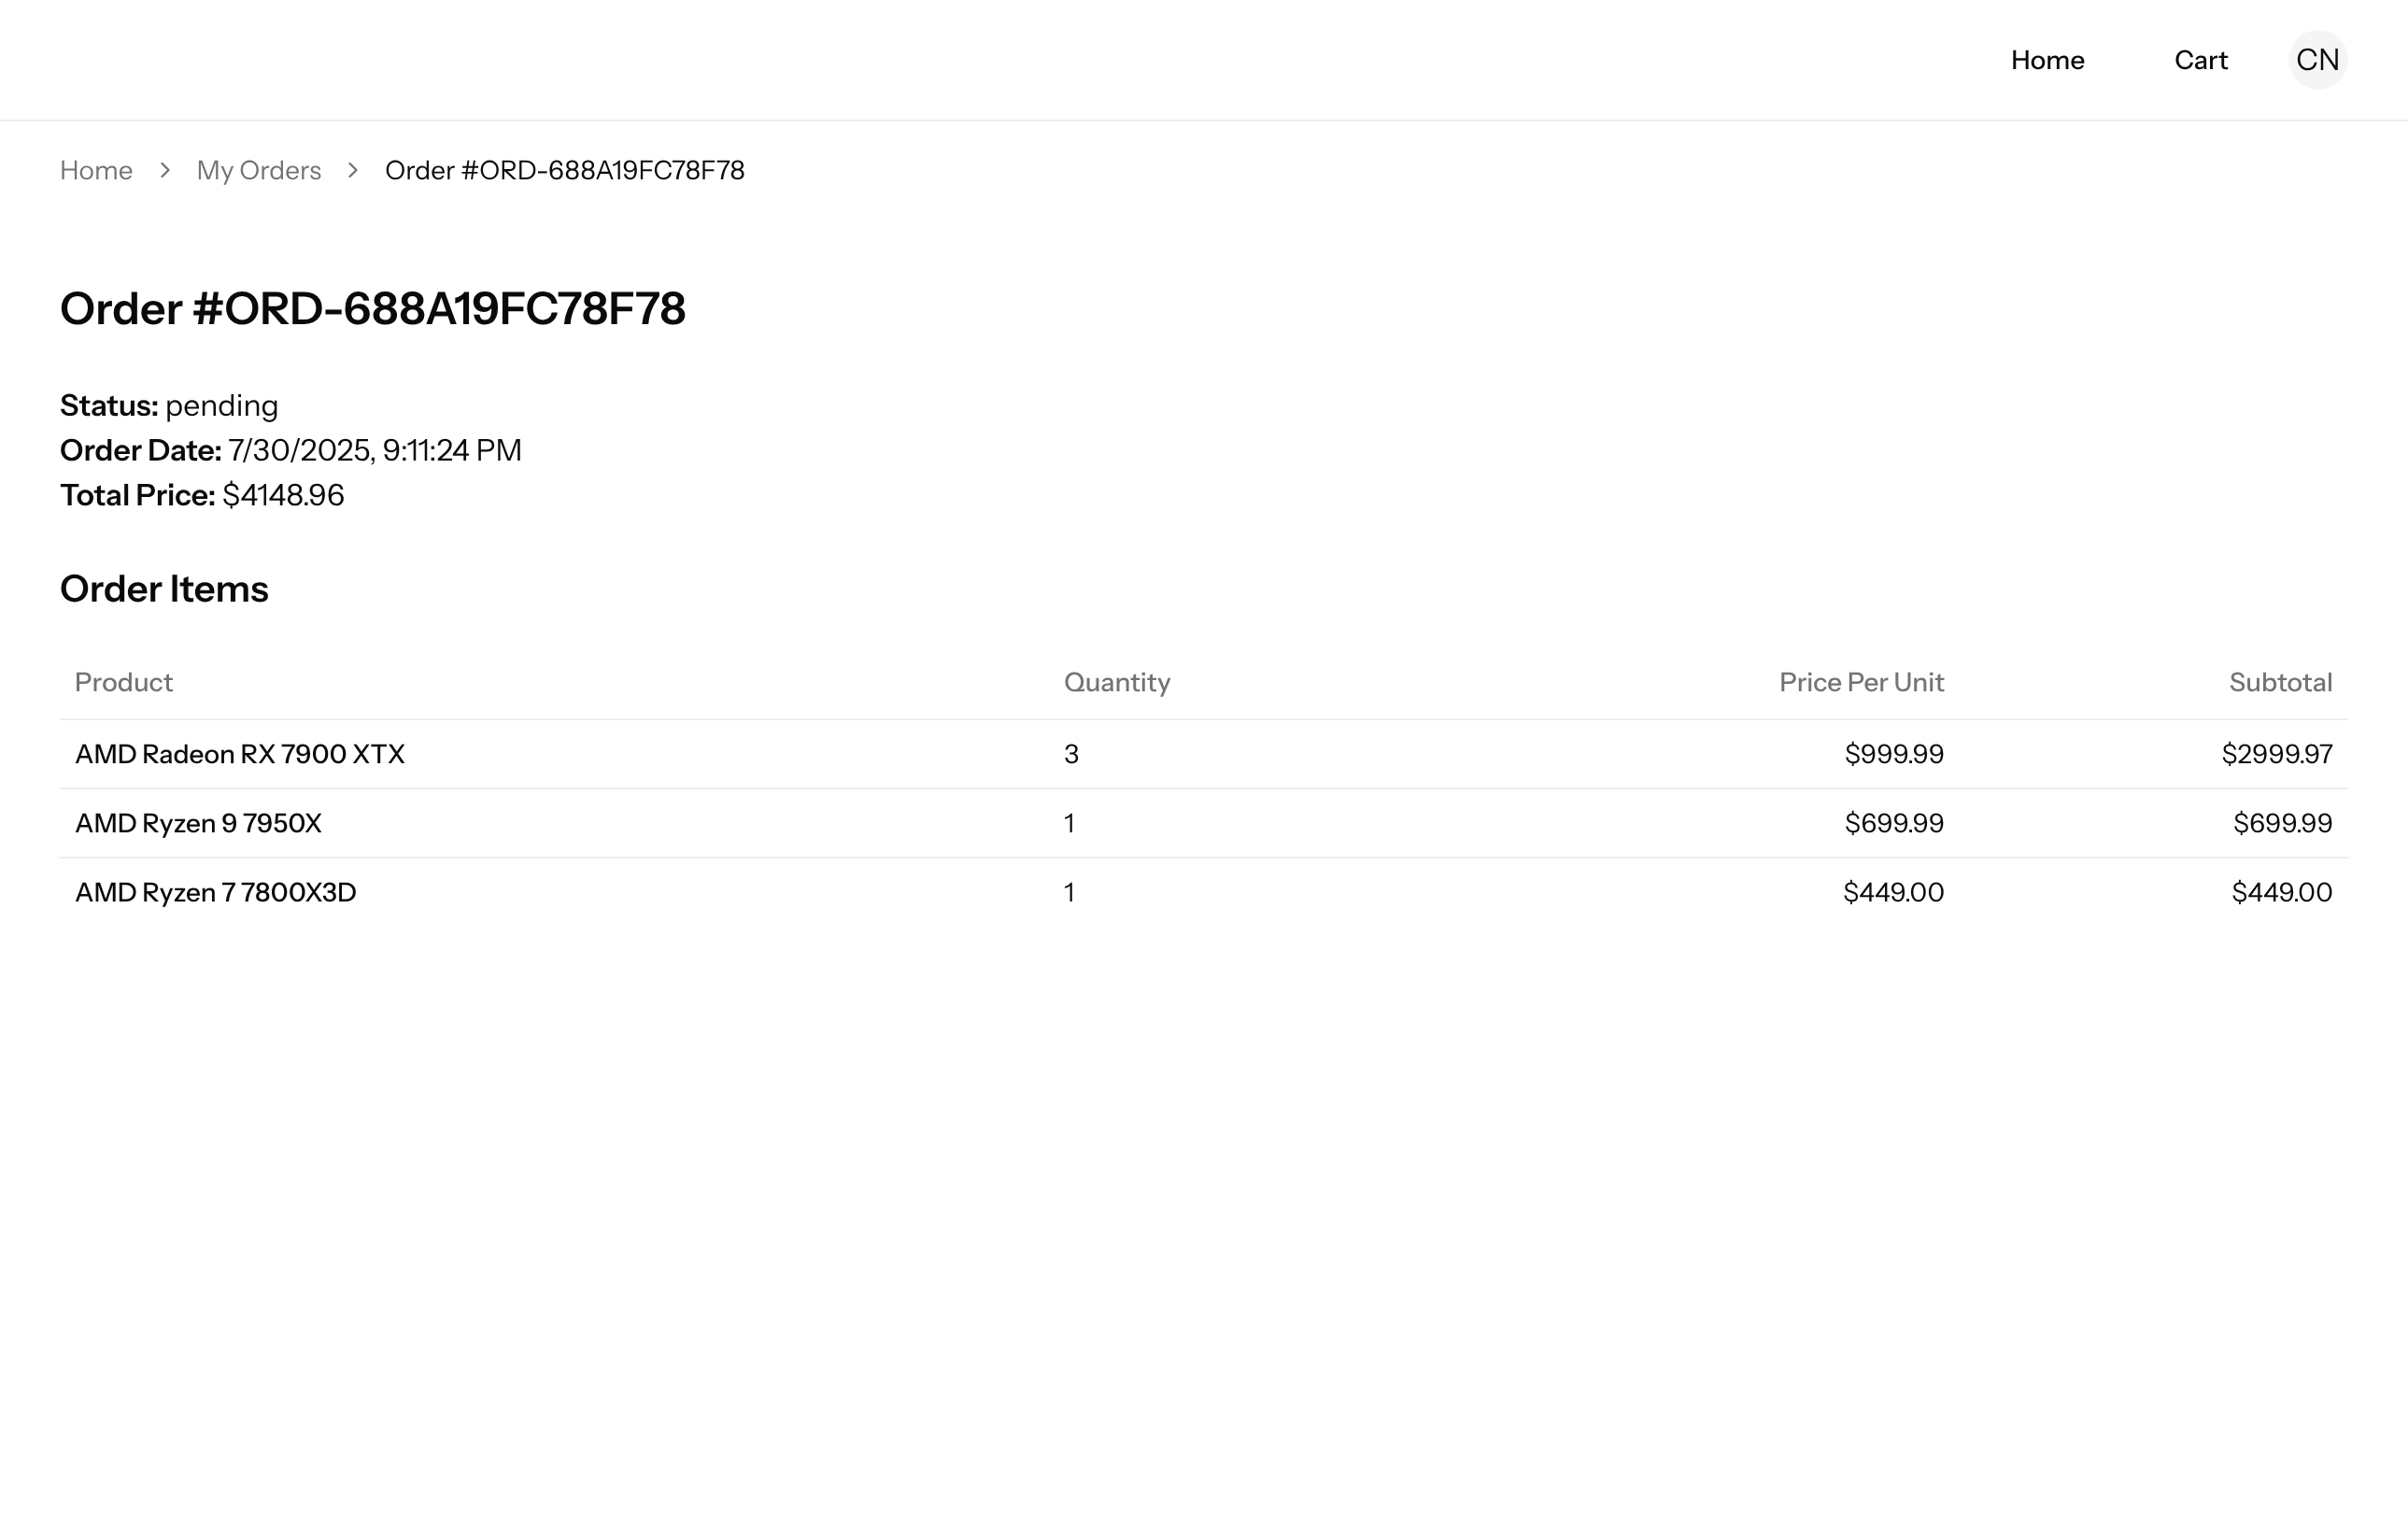 Home Cart CN
Home > My Orders > Order #ORD-688A19FC78F78
Order #ORD-688A19FC78F78
Status: pending
Order Date: 7/30/2025, 9:11:24 PM
Total Price: $4148.96
Order Items
Product Quantity Price Per Unit Subtotal
AMD Radeon RX 7900 XTX 3 $999.99 $2999.97
AMD Ryzen 9 7950X 1 $699.99 $699.99
AMD Ryzen 7 7800X3D 1 $449.00 $449.00